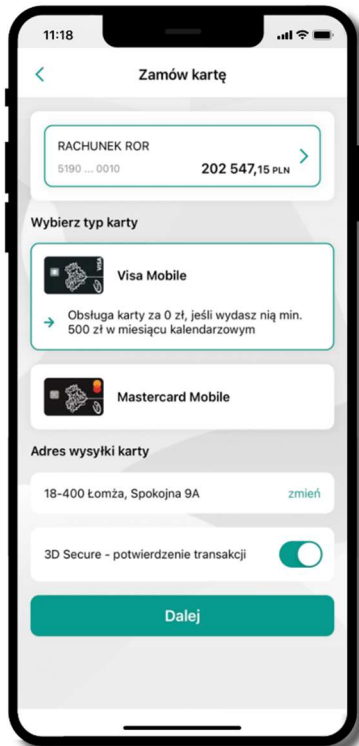 11:18
Zamów kartę
RACHUNEK ROR
5190 ... 0010
202 547,15 PLN
Wybierz typ karty
VISA
Visa Mobile
Obsługa karty za 0 zł, jeśli wydasz nią min.
500 zł w miesiącu kalendarzowym
Mastercard Mobile
Adres wysyłki karty
18-400 Łomża, Spokojna 9A
zmień
3D Secure - potwierdzenie transakcji
Dalej